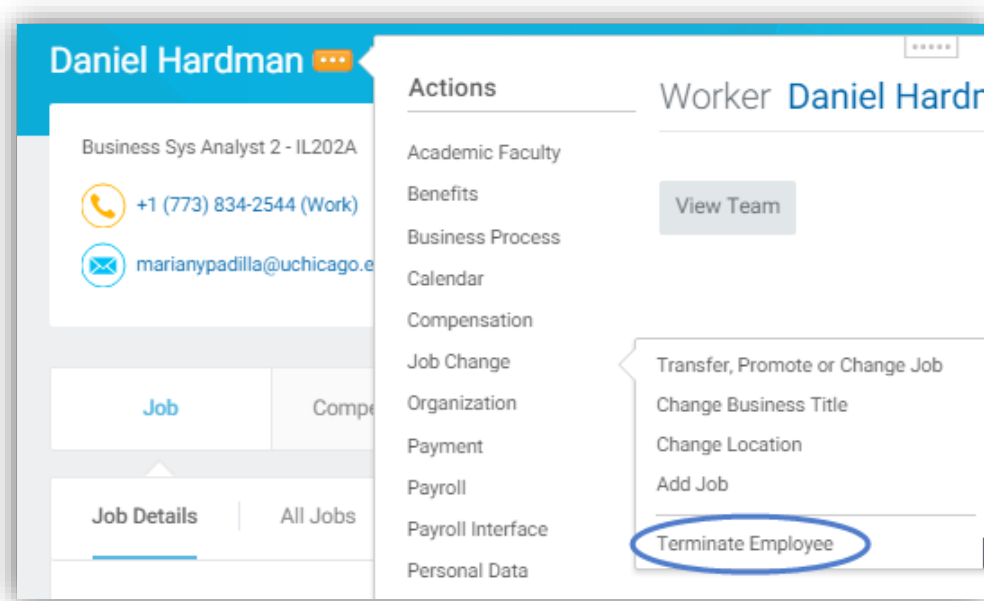 Daniel Hardman
Business Sys Analyst 2 - IL202A
+1 (773) 834-2544 (Work)
marianypadilla@uchicago.e
Job
Compe
Job Details
All Jobs
Actions
Academic Faculty
Benefits
Business Process
Calendar
Compensation
Job Change
Organization
Payment
Payroll
Payroll Interface
Personal Data
Worker Daniel Hardm
View Team
Transfer, Promote or Change Job
Change Business Title
Change Location
Add Job
Terminate Employee